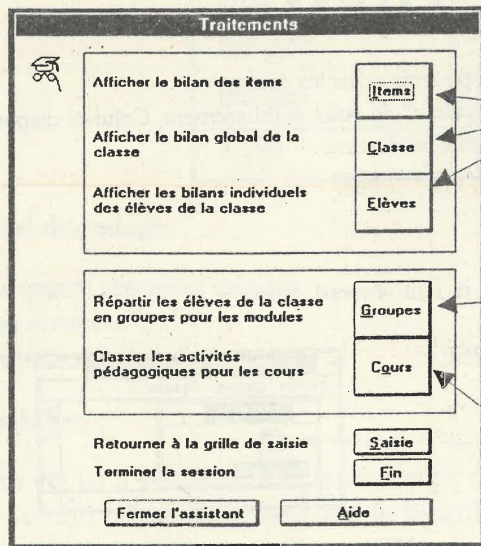 Traitements
Afficher le bilan des items
Items
Afficher le bilan global de la
classe
Classe
Afficher les bilans individuels
des élèves de la classe
Elèves
Répartir les élèves de la classe
en groupes pour les modules
Groupes
Classer les activités
pédagogiques pour les cours
Cours
Retourner à la grille de saisie
Saisie
Terminer la session
Fin
Fermer l'assistant
Aide